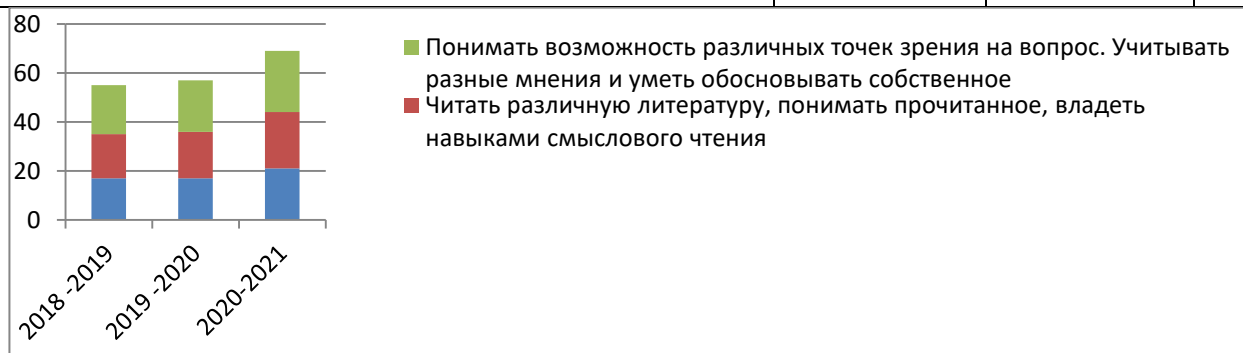 80
60
40
20
0
2018 -2019
2019 -2020
2020-2021
Понимать возможность различных точек зрения на вопрос. Учитывать
разные мнения и уметь обосновывать собственное
Читать различную литературу, понимать прочитанное, владеть
навыками смыслового чтения